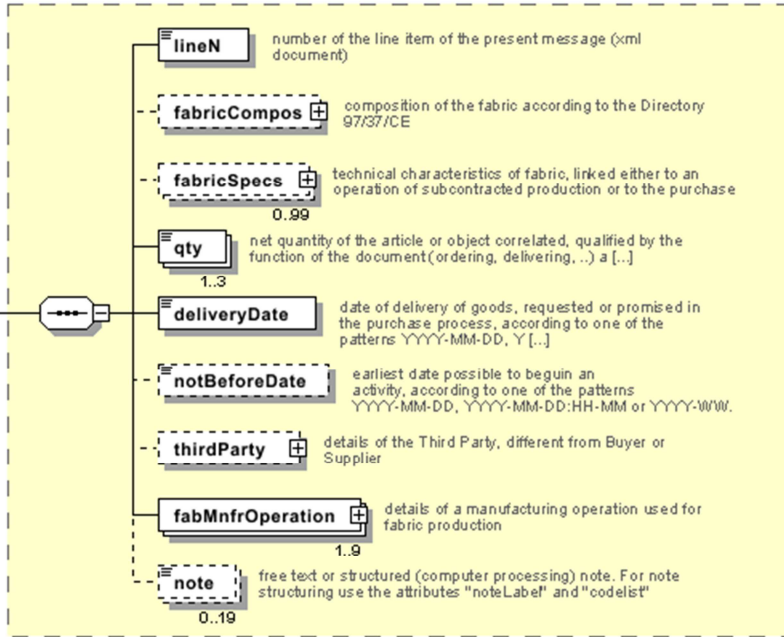 lineN
number of the line item of the present message (xml
document)
fabricCompos
composition of the fabric according to the Directory
97/37/CE
fabricSpecs
technical characteristics of fabric, linked either to an
operation of subcontracted production or to the purchase
0..99
qty
net quantity of the article or object correlated, qualified by the
function of the document(ordering, delivering, ..) a [...]
1..3
deliveryDate
date of delivery of goods, requested or promised in
the purchase process, according to one of the
patterns YYYY-MM-DD, Y [...]
notBeforeDate
earliest date possible to beguin an
activity, according to one of the patterns
YYYY-MM-DD, YYYY-MM-DD:HH-MM or YYYY-WW.
thirdParty
details of the Third Party, different from Buyer or
Supplier
fabMnfrOperation
details of a manufacturing operation used for
fabric production
1..9
note
free text or structured (computer processing) note. For note
structuring use the attributes "noteLabel" and "codelist"
0..19